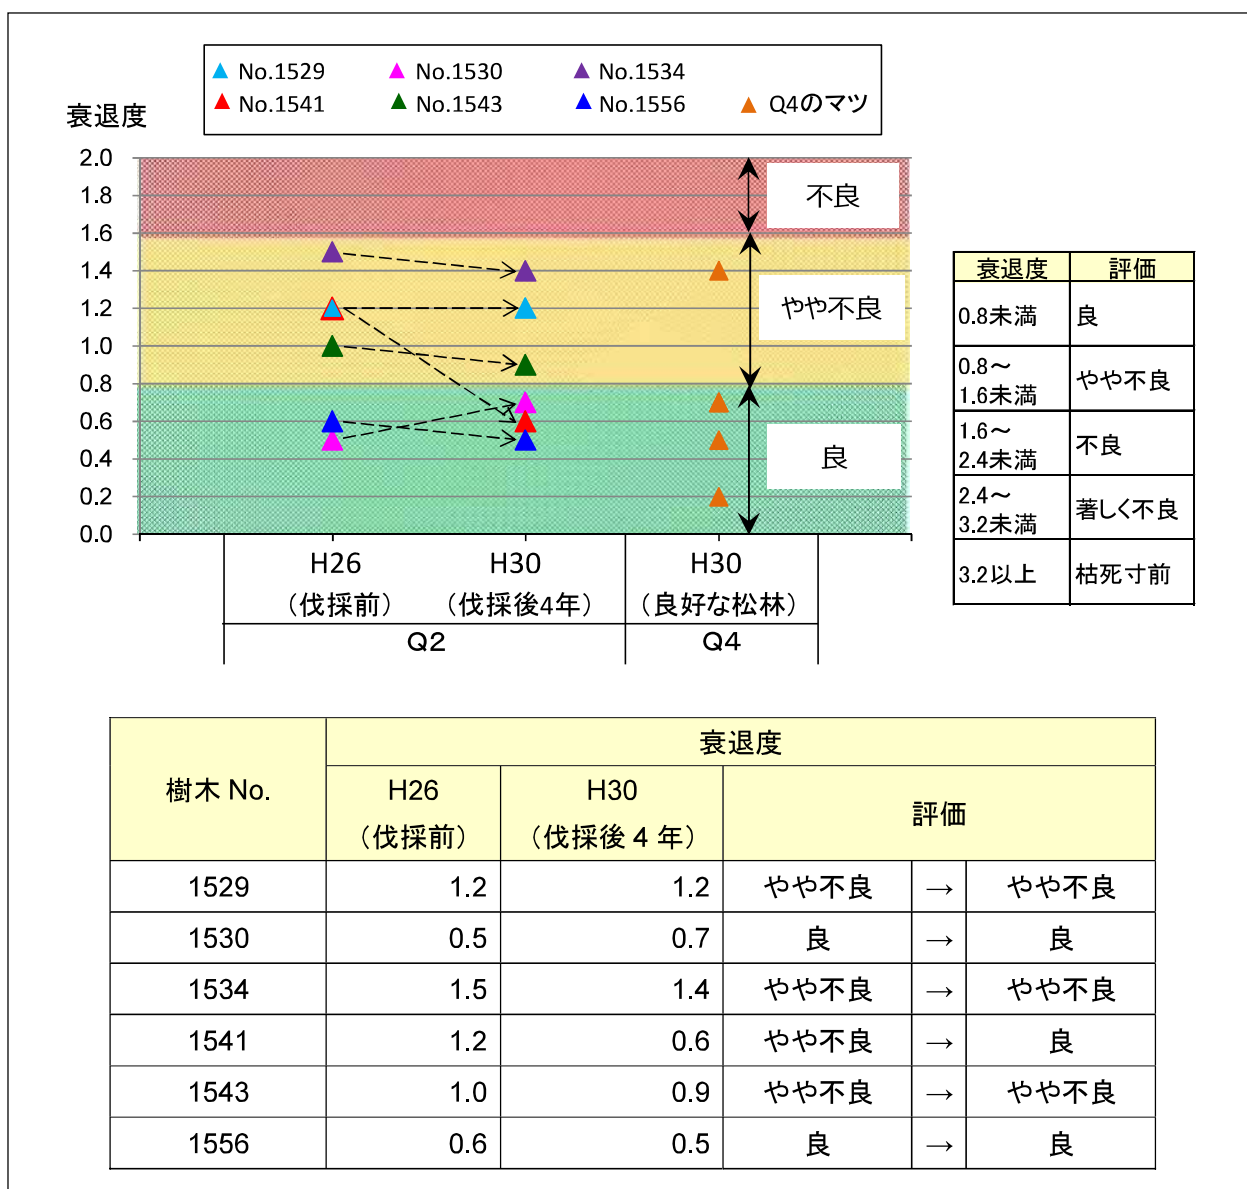 No.1529 No.1530 No.1534
No.1541 No.1543 No.1556 Q4のマツ
衰退度
2.0
1.8
1.6
1.4
1.2
1.0
0.8
0.6
0.4
0.2
0.0
不良
やや不良
良
H26 H30 H30
（伐採前） （伐採後4年） （良好な松林）
Q2 Q4
衰退度 評価
0.8未満 良
0.8～
1.6未満 やや不良
1.6～
2.4未満 不良
2.4～
3.2未満 著しく不良
3.2以上 枯死寸前
樹木 No. 衰退度
H26
（伐採前） H30
（伐採後 4 年） 評価
1529 1.2 1.2 やや不良 → やや不良
1530 0.5 0.7 良 → 良
1534 1.5 1.4 やや不良 → やや不良
1541 1.2 0.6 やや不良 → 良
1543 1.0 0.9 やや不良 → やや不良
1556 0.6 0.5 良 → 良